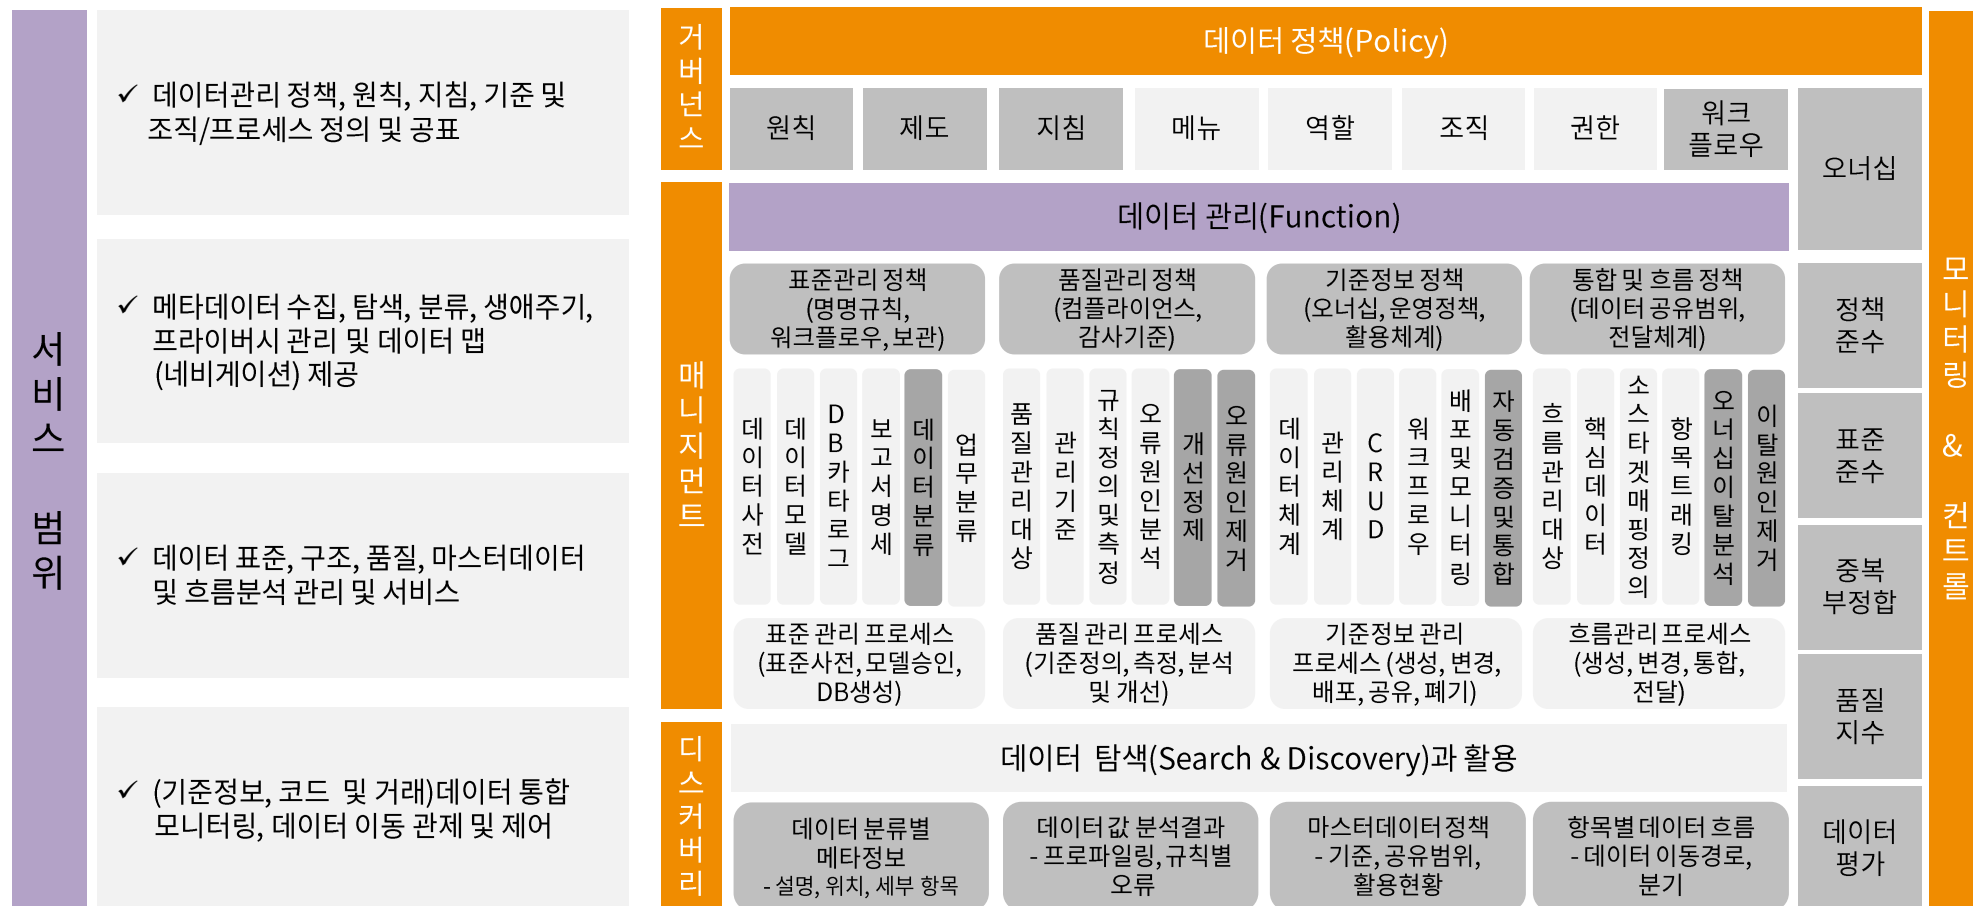 서비스 범위
✓ 데이터관리 정책, 원칙, 지침, 기준 및
조직/프로세스 정의 및 공표
✓ 메타데이터 수집, 탐색, 분류, 생애주기,
프라이버시 관리 및 데이터 맵
(네비게이션) 제공
✓ 데이터 표준, 구조, 품질, 마스터데이터
및 흐름분석 관리 및 서비스
✓ (기준정보, 코드 및 거래)데이터 통합
모니터링, 데이터 이동 관제 및 제어
거버넌스
데이터 정책(Policy)
원칙
제도
지침
메뉴
역할
조직
권한
워크
플로우
매니지먼트
데이터 관리(Function)
표준관리 정책
(명명규칙,
워크플로우, 보관)
품질관리 정책
(컴플라이언스,
감사기준)
기준정보 정책
(오너십, 운영정책,
활용체계)
통합 및 흐름 정책
(데이터 공유범위,
전달체계)
데이터사전
데이터모델
DB카타로그
보고서명세
데이터분류
업무분류
품질관리대상
관리기준
규칙정의및측정
오류원인분석
개선정제
오류원인제거
데이터체계
관리체계
CRUD
워크프로우
배포및모니터링
자동검증및통합
흐름관리대상
핵심데이터
소스타겟매핑정의
항목트래킹
오너십이탈분석
이탈원인제거
표준 관리 프로세스
(표준사전, 모델승인,
DB생성)
품질 관리 프로세스
(기준정의, 측정, 분석
및 개선)
기준정보 관리
프로세스 (생성, 변경,
배포, 공유, 폐기)
흐름관리 프로세스
(생성, 변경, 통합,
전달)
디스커버리
데이터 탐색(Search & Discovery)과 활용
데이터 분류별
메타정보
- 설명, 위치, 세부 항목
데이터값 분석결과
- 프로파일링, 규칙별
오류
마스터데이터정책
- 기준, 공유범위,
활용현황
항목별 데이터 흐름
- 데이터 이동경로,
분기
오너십
정책
준수
표준
준수
중복
부정합
품질
지수
데이터
평가
모니터링 & 컨트롤